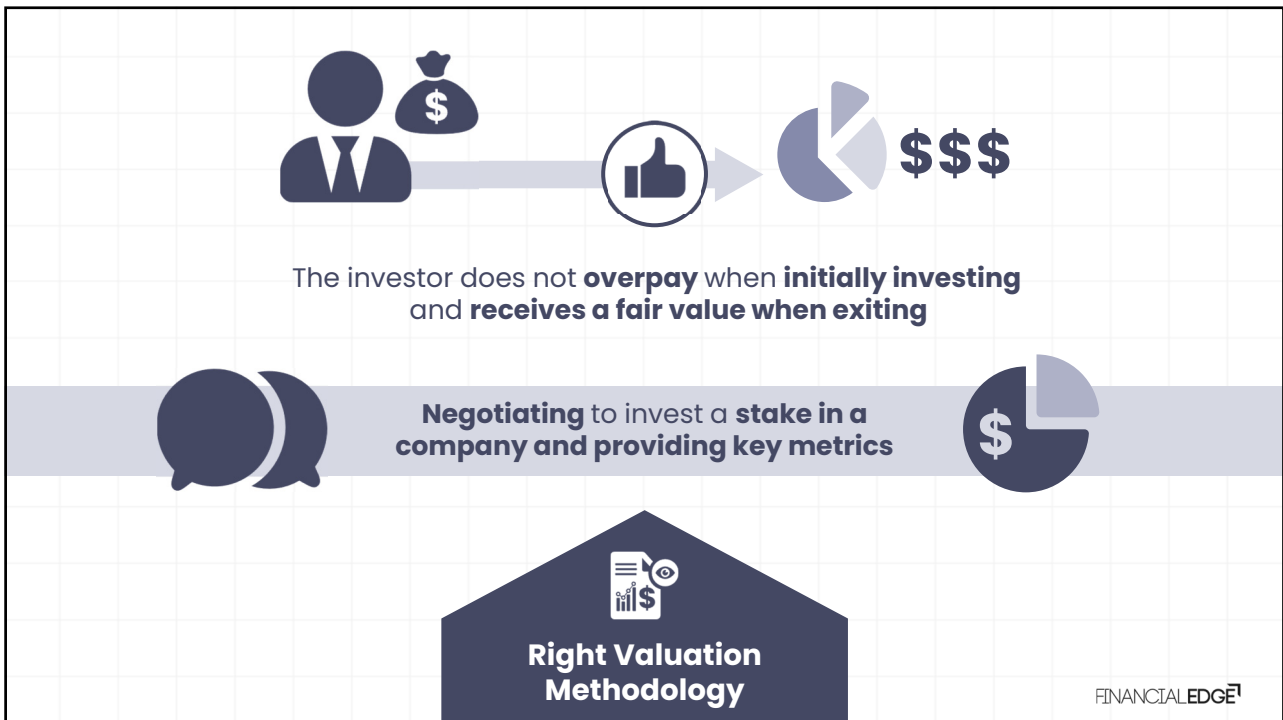 $
$$$
The investor does not overpay when initially investing
and receives a fair value when exiting
Negotiating to invest a stake in a
company and providing key metrics
$
$
Right Valuation
Methodology
FINANCIALEDGE